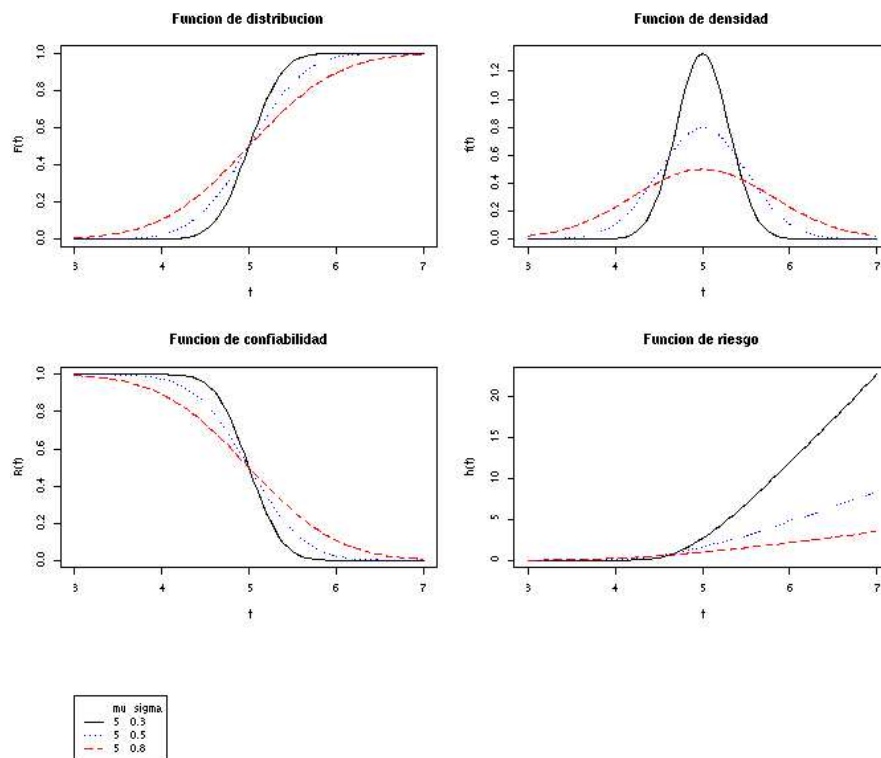 Funcion de distribucion
F(t)
0.0 0.2 0.4 0.6 0.8 1.0
3 4 5 6 7
t
Funcion de densidad
f(t)
0.0 0.2 0.4 0.6 0.8 1.2
3 4 5 6 7
t
Funcion de confiabilidad
R(t)
0.0 0.2 0.4 0.6 0.8 1.0
3 4 5 6 7
t
Funcion de riesgo
h(t)
0 5 10 15 20
3 4 5 6 7
t
mu sigma
5 0.3
5 0.5
5 0.8